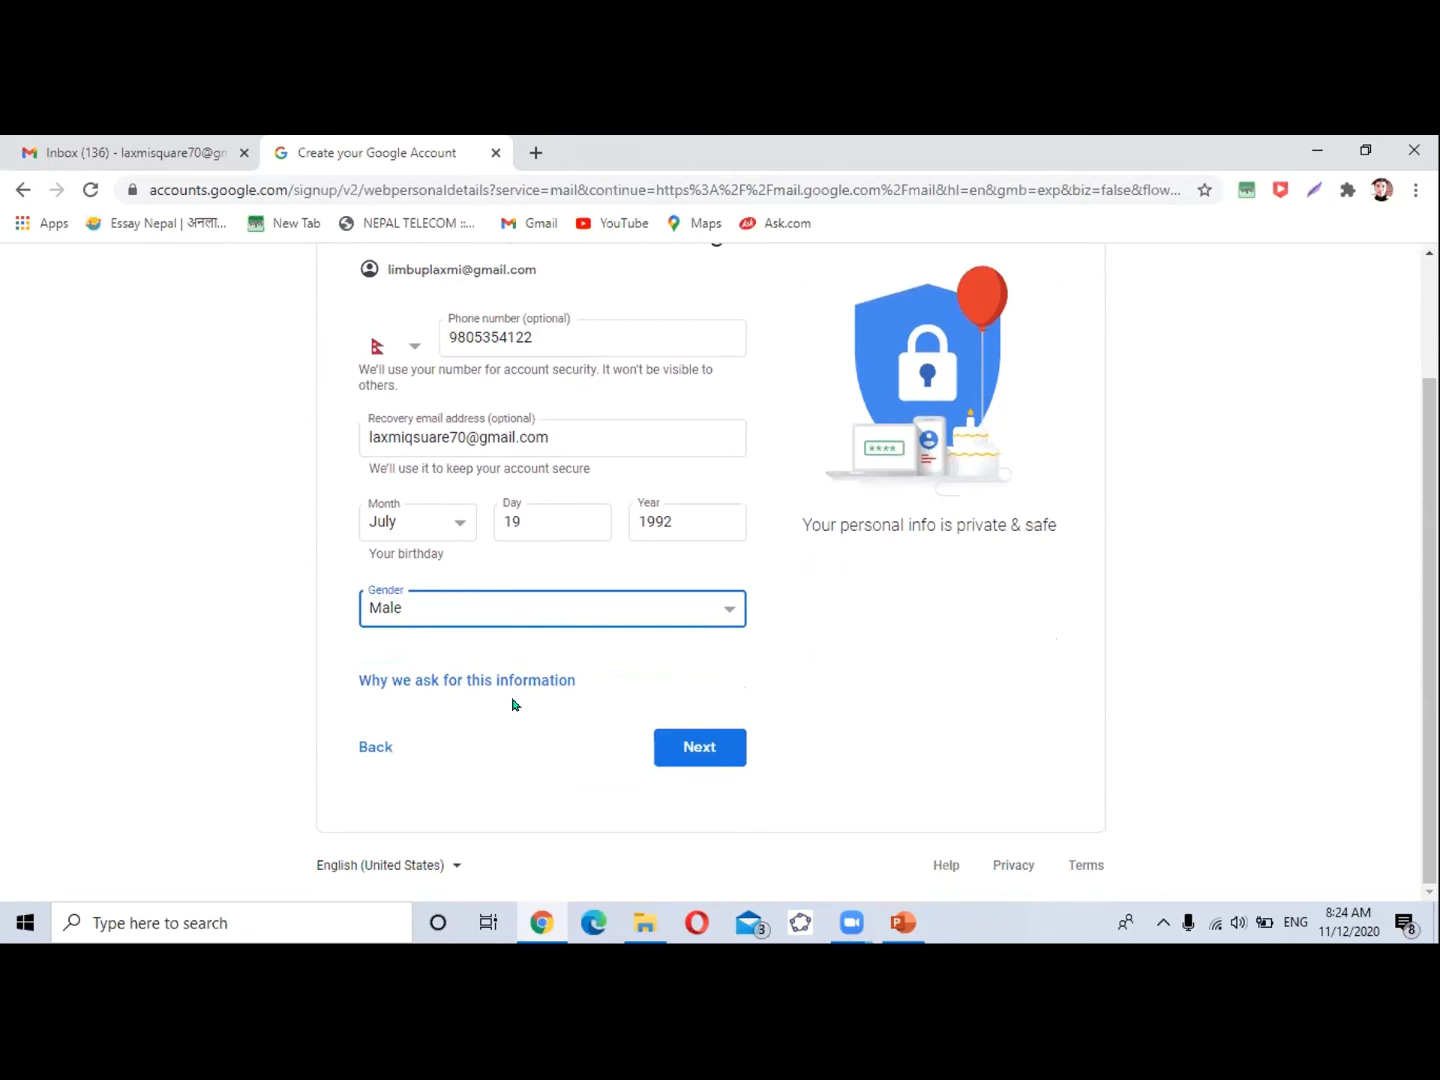 Inbox (136) - laxmisquare70@gm
Create your Google Account
accounts.google.com/signup/v2/webpersonaldetails?service=mail&continue=https%3A%2F%2Fmail.google.com%2Fmail&hl=en&gmb=exp&biz=false&flow...
Apps
Essay Nepal | अनला...
New Tab
NEPAL TELECOM ::...
Gmail
YouTube
Maps
Ask
Ask.com
limbuplaxmi@gmail.com
Phone number (optional)
9805354122
We'll use your number for account security. It won't be visible to
others.
Recovery email address (optional)
laxmiqsuare70@gmail.com
We'll use it to keep your account secure
Month
July
Day
19
Year
1992
Your birthday
Gender
Male
Why we ask for this information
Back
Next
****
Your personal info is private & safe
English (United States)
Help
Privacy
Terms
Type here to search
3
ENG
8:24 AM
11/12/2020
8